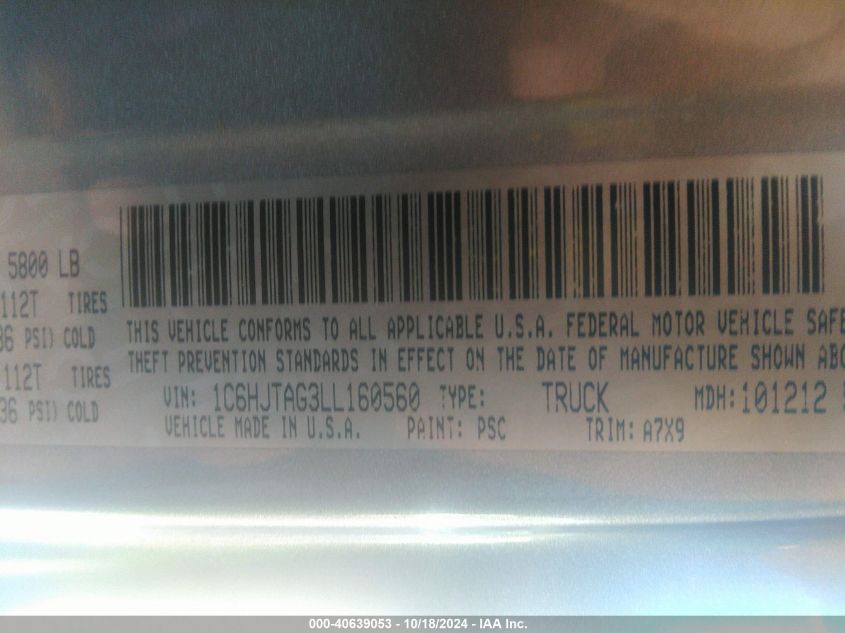 5800 LB
112T TIRES
36 PSI) COLD
112T TIRES
36 PSI) COLD
THIS VEHICLE CONFORMS TO ALL APPLICABLE U.S.A. FEDERAL MOTOR VEHICLE SAFE
THEFT PREVENTION STANDARDS IN EFFECT ON THE DATE OF MANUFACTURE SHOWN ABO
VIN: 1C6HJTAG3LL160560 TYPE: TRUCK MDH: 101212
VEHICLE MADE IN U.S.A. PAINT: PSC TRIM: A7X9
000-40639053 - 10/18/2024 - IAA Inc.